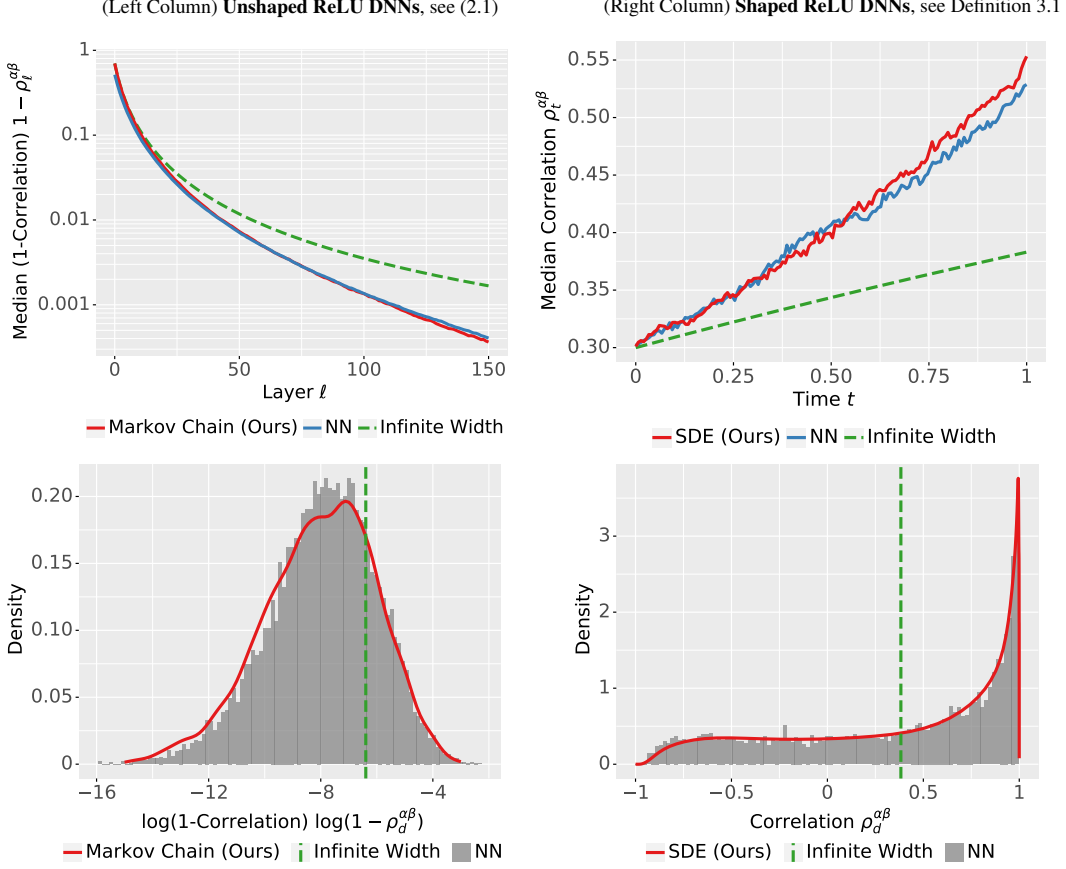 (Left Column) Unshaped ReLU DNNs, see (2.1)
(Right Column) Shaped ReLU DNNs, see Definition 3.1
Median (1-Correlation) 1 − ρ_ℓ^{αβ}
1
0.1
0.01
0.001
0 50 100 150
Layer ℓ
Markov Chain (Ours) NN Infinite Width
Median Correlation ρ_t^{αβ}
0.55
0.50
0.45
0.40
0.35
0.30
0 0.25 0.50 0.75 1
Time t
SDE (Ours) NN Infinite Width
Density
0.20
0.15
0.10
0.05
0
−16 −12 −8 −4
log(1-Correlation) log(1 − ρ_d^{αβ})
Markov Chain (Ours) Infinite Width NN
Density
3
2
1
0
−1 −0.5 0 0.5 1
Correlation ρ_d^{αβ}
SDE (Ours) Infinite Width NN